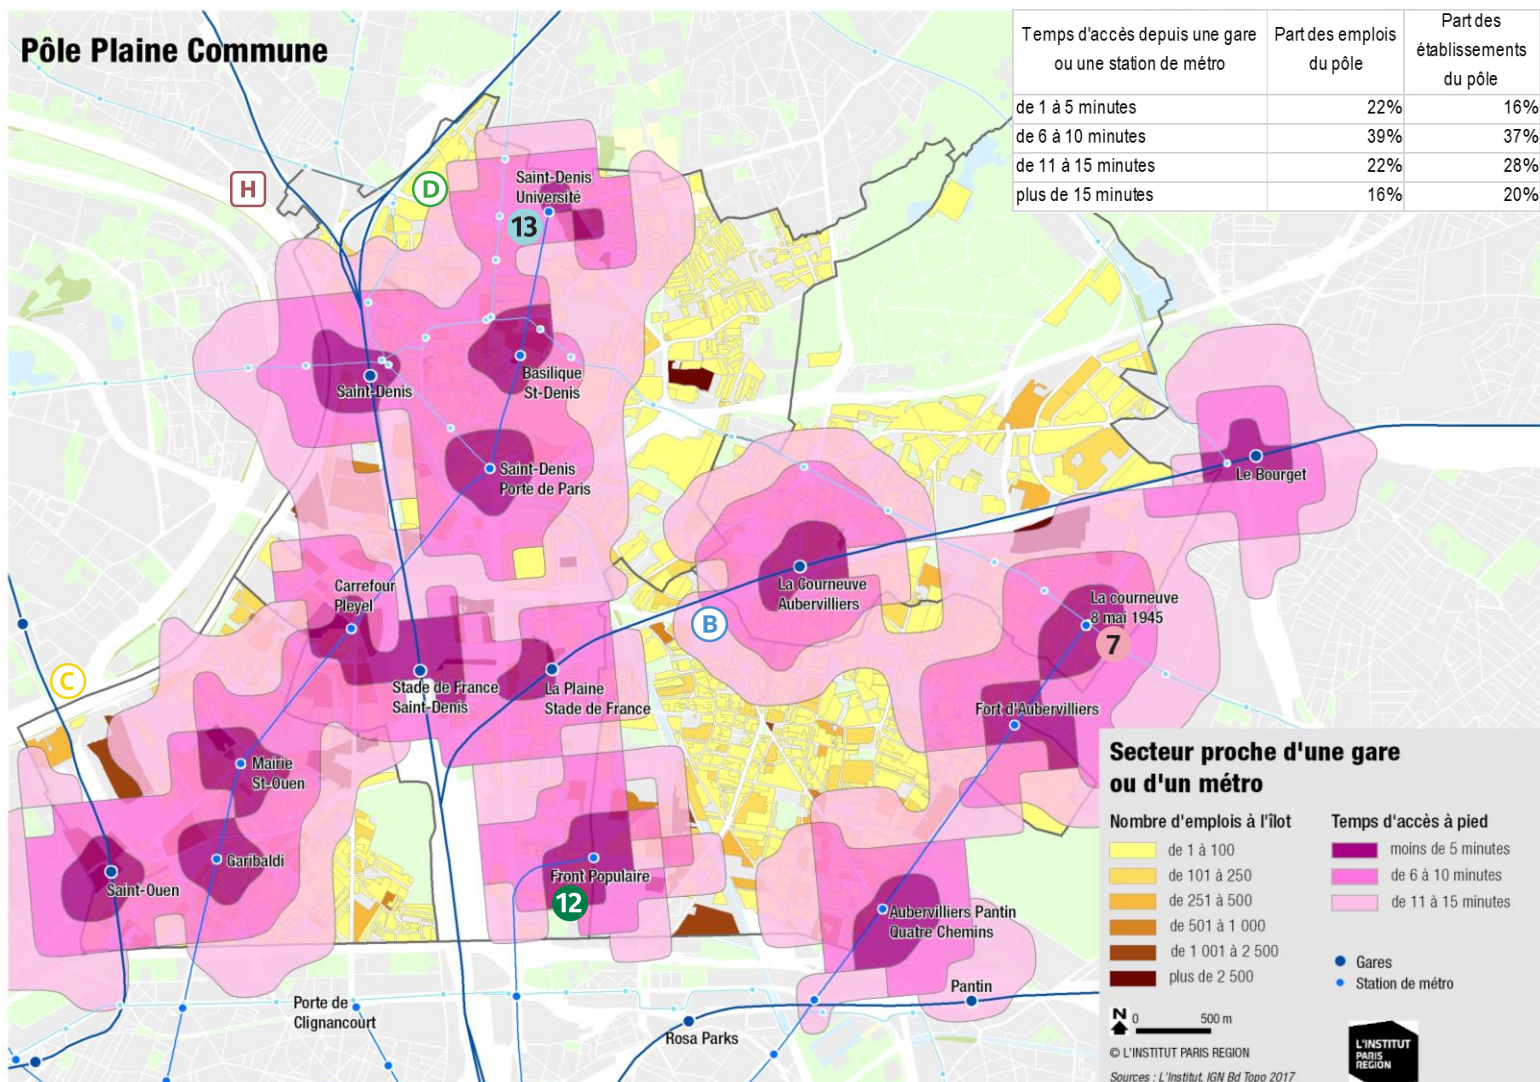 Pôle Plaine Commune
Temps d'accès depuis une gare
ou une station de métro
Part des emplois
du pôle
Part des
établissements
du pôle
de 1 à 5 minutes 22% 16%
de 6 à 10 minutes 39% 37%
de 11 à 15 minutes 22% 28%
plus de 15 minutes 16% 20%
H
D
Saint-Denis
Université
13
Saint-Denis
Basilique
St-Denis
Saint-Denis
Porte de Paris
Le Bourget
Carrefour
Pleyel
La Courneuve
Aubervilliers
La courneuve
8 mai 1945
B
7
C
Stade de France
Saint-Denis
La Plaine
Stade de France
Fort d'Aubervilliers
Mairie
St-Ouen
Garibaldi
Saint-Ouen
Front Populaire
12
Aubervilliers Pantin
Quatre Chemins
Pantin
Porte de
Clignancourt
Rosa Parks
Secteur proche d'une gare
ou d'un métro
Nombre d'emplois à l'îlot
de 1 à 100
de 101 à 250
de 251 à 500
de 501 à 1 000
de 1 001 à 2 500
plus de 2 500
Temps d'accès à pied
moins de 5 minutes
de 6 à 10 minutes
de 11 à 15 minutes
Gares
Station de métro
N
0 500 m
© L'INSTITUT PARIS REGION
Sources : L'Institut, IGN Bd Topo 2017
L'INSTITUT
PARIS
REGION